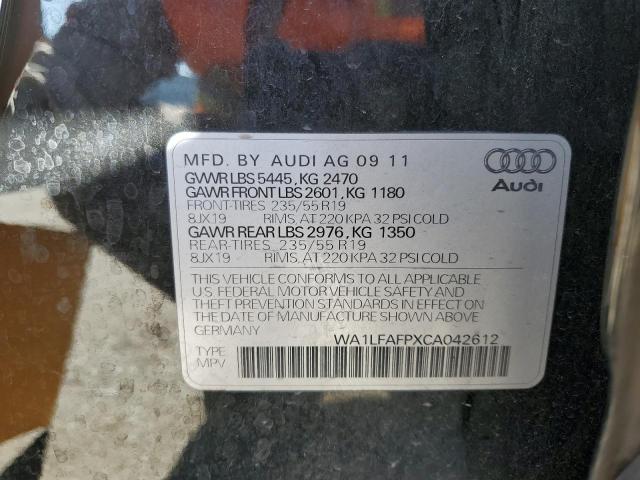 MFD. BY AUDI AG 09 11
GVWR LBS 5445, KG 2470
GAWR FRONT LBS 2601, KG 1180
FRONT-TIRES 235/55 R19
8JX19 RIMS, AT 220 KPA 32 PSI COLD
GAWR REAR LBS 2976, KG 1350
REAR-TIRES 235/55 R19
8JX19 RIMS, AT 220 KPA 32 PSI COLD
Audi
THIS VEHICLE CONFORMS TO ALL APPLICABLE
U.S. FEDERAL MOTOR VEHICLE SAFETY AND
THEFT PREVENTION STANDARDS IN EFFECT ON
THE DATE OF MANUFACTURE SHOWN ABOVE.
GERMANY
WA1LFAFPXCA042612
TYPE
MPV